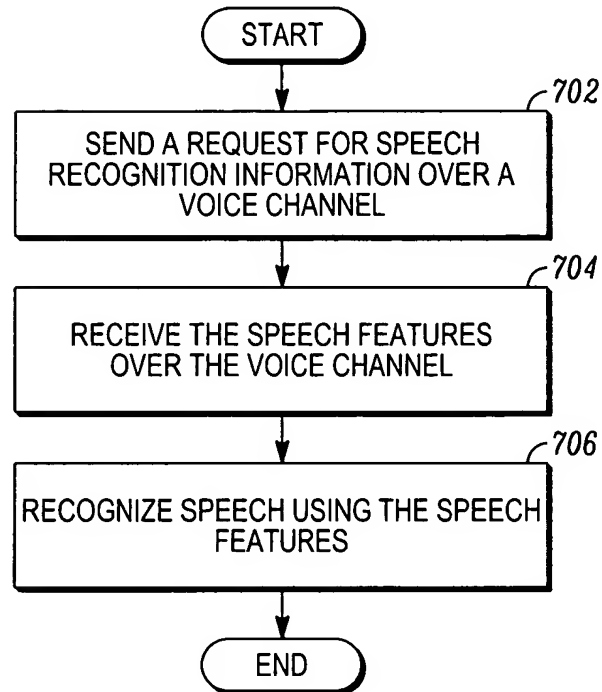 START
702
SEND A REQUEST FOR SPEECH
RECOGNITION INFORMATION OVER A
VOICE CHANNEL
704
RECEIVE THE SPEECH FEATURES
OVER THE VOICE CHANNEL
706
RECOGNIZE SPEECH USING THE SPEECH
FEATURES
END